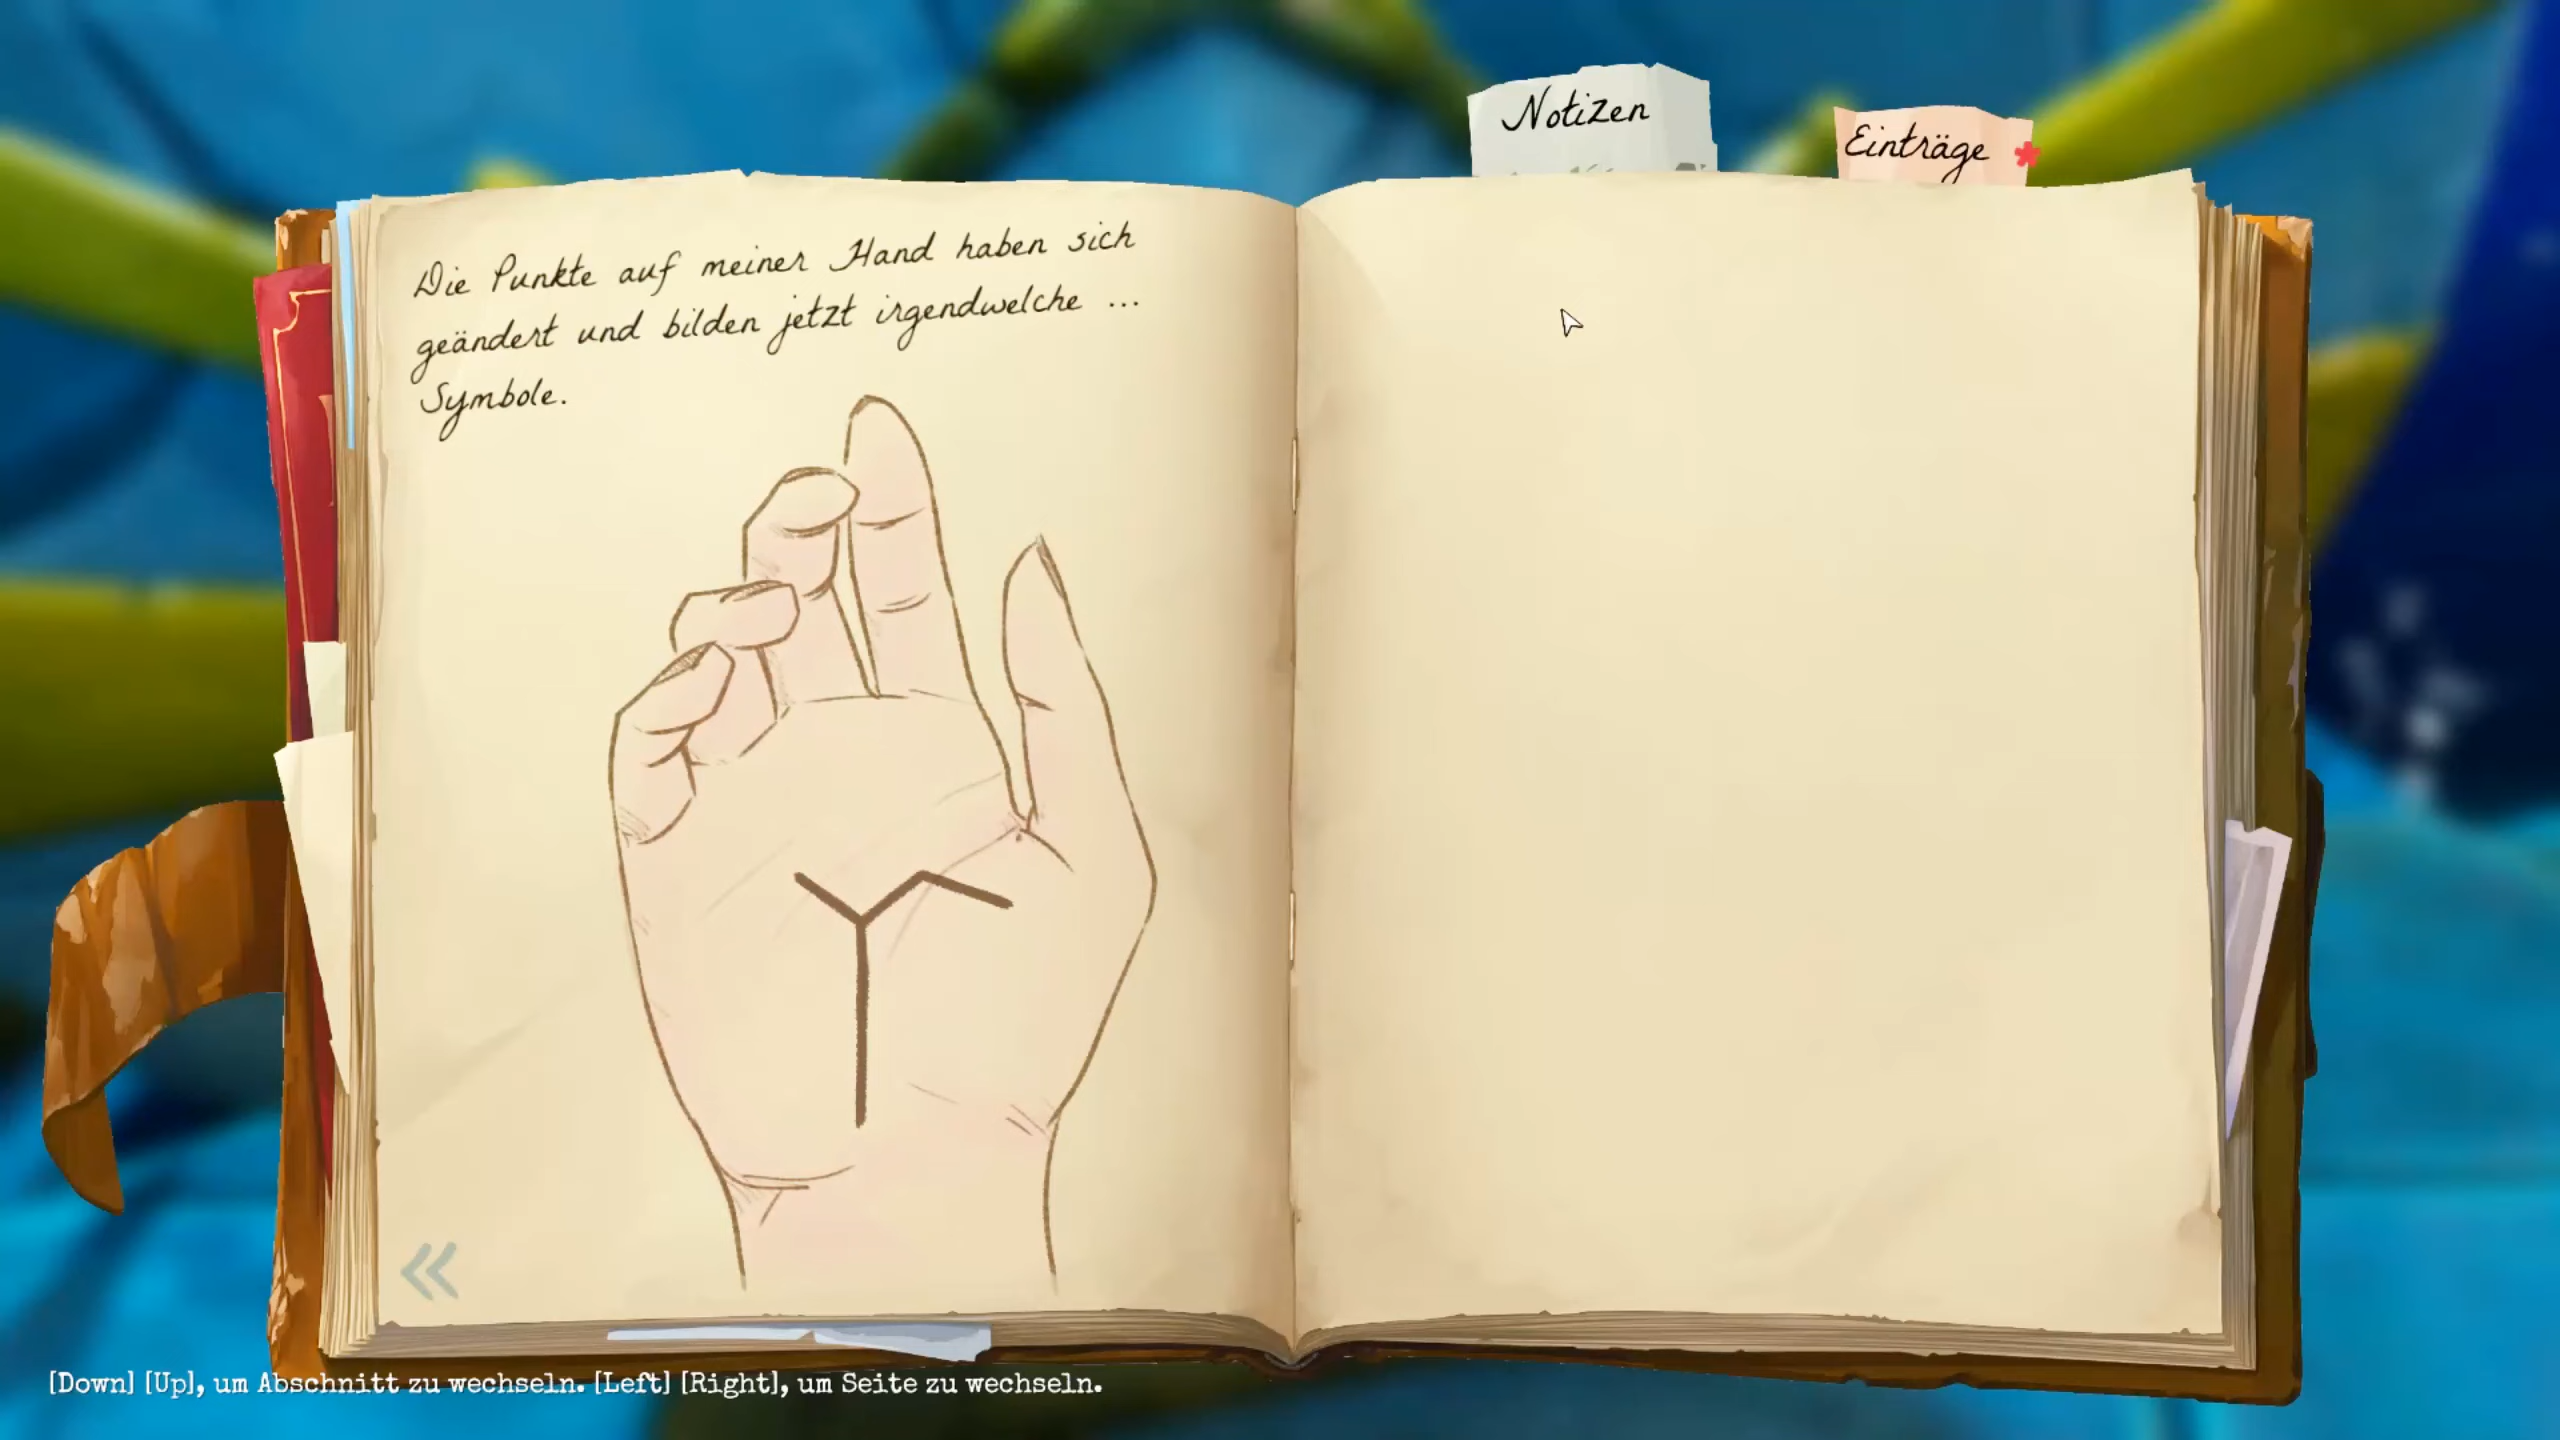 Notizen
Einträge *
Die Punkte auf meiner Hand haben sich
geändert und bilden jetzt irgendwelche ...
Symbole.
[Down] [Up], um Abschnitt zu wechseln. [Left] [Right], um Seite zu wechseln.